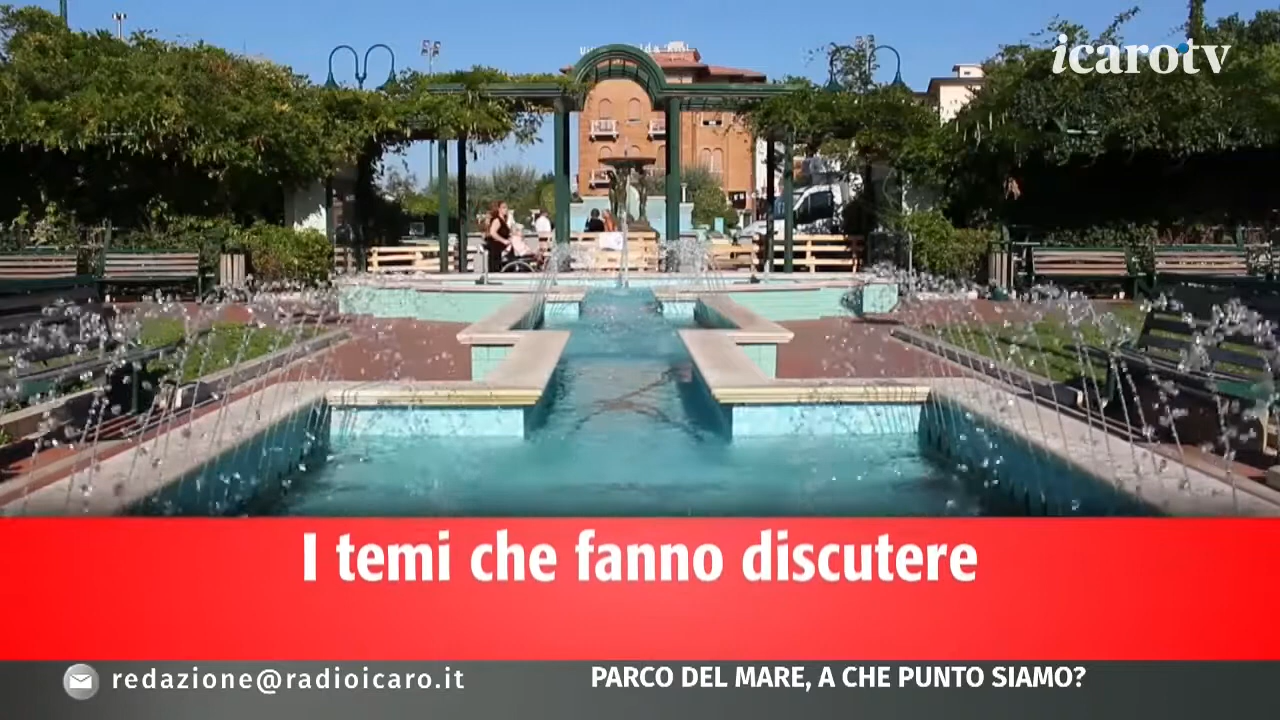 icarotv
I temi che fanno discutere
redazione@radioicaro.it
PARCO DEL MARE, A CHE PUNTO SIAMO?